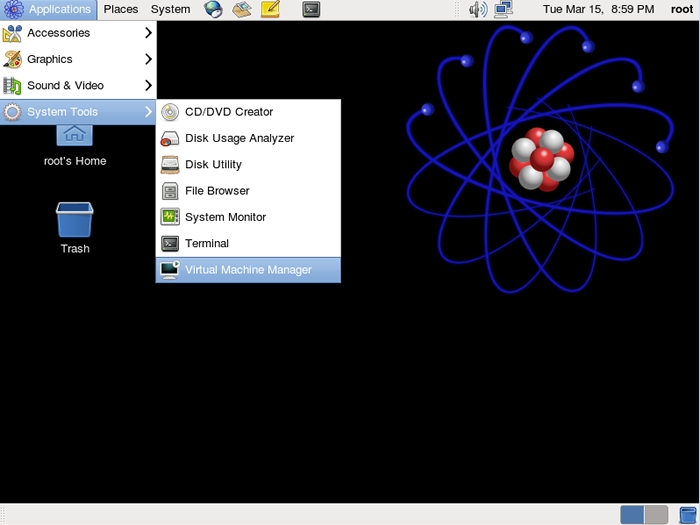 Applications Places System Tue Mar 15, 8:59 PM root
Accessories
Graphics
Sound & Video
System Tools
CD/DVD Creator
Disk Usage Analyzer
Disk Utility
File Browser
System Monitor
Terminal
Virtual Machine Manager
root's Home
Trash